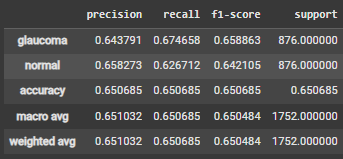 precision recall f1-score support
glaucoma 0.643791 0.674658 0.658863 876.000000
normal 0.658273 0.626712 0.642105 876.000000
accuracy 0.650685 0.650685 0.650685 0.650685
macro avg 0.651032 0.650685 0.650484 1752.000000
weighted avg 0.651032 0.650685 0.650484 1752.000000